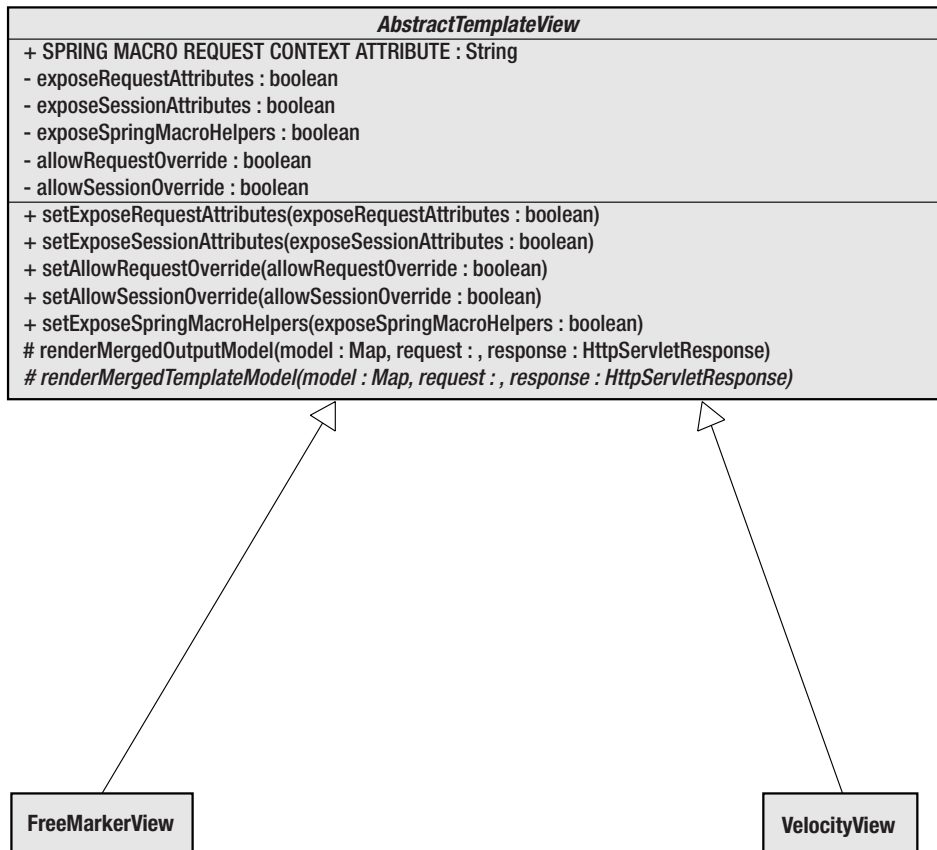 AbstractTemplateView
+ SPRING MACRO REQUEST CONTEXT ATTRIBUTE : String
- exposeRequestAttributes : boolean
- exposeSessionAttributes : boolean
- exposeSpringMacroHelpers : boolean
- allowRequestOverride : boolean
- allowSessionOverride : boolean
+ setExposeRequestAttributes(exposeRequestAttributes : boolean)
+ setExposeSessionAttributes(exposeSessionAttributes : boolean)
+ setAllowRequestOverride(allowRequestOverride : boolean)
+ setAllowSessionOverride(allowSessionOverride : boolean)
+ setExposeSpringMacroHelpers(exposeSpringMacroHelpers : boolean)
# renderMergedOutputModel(model : Map, request : , response : HttpServletResponse)
# renderMergedTemplateModel(model : Map, request : , response : HttpServletResponse)
FreeMarkerView
VelocityView